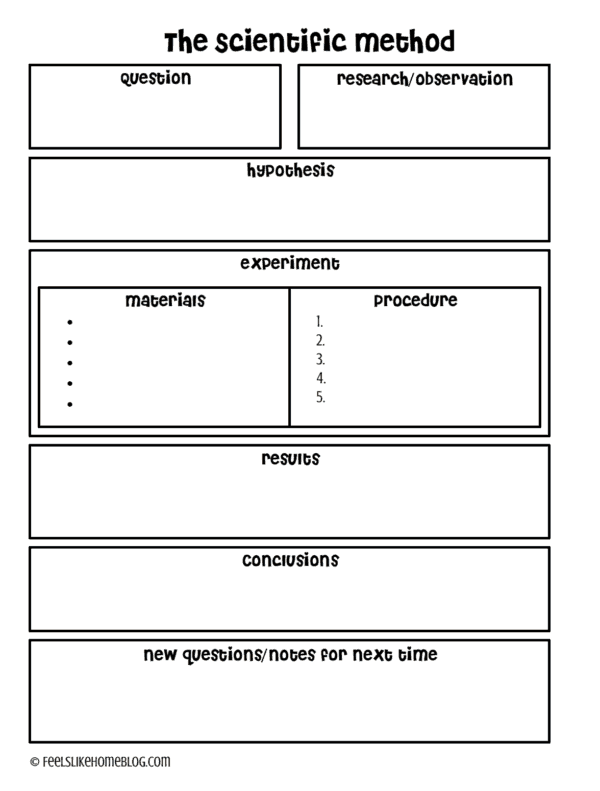 The scientific method
question
research/observation
hypothesis
experiment
materials
procedure
•
•
•
•
•
1.
2.
3.
4.
5.
results
conclusions
new questions/notes for next time
© FEELSLIKEHOMEBLOG.COM